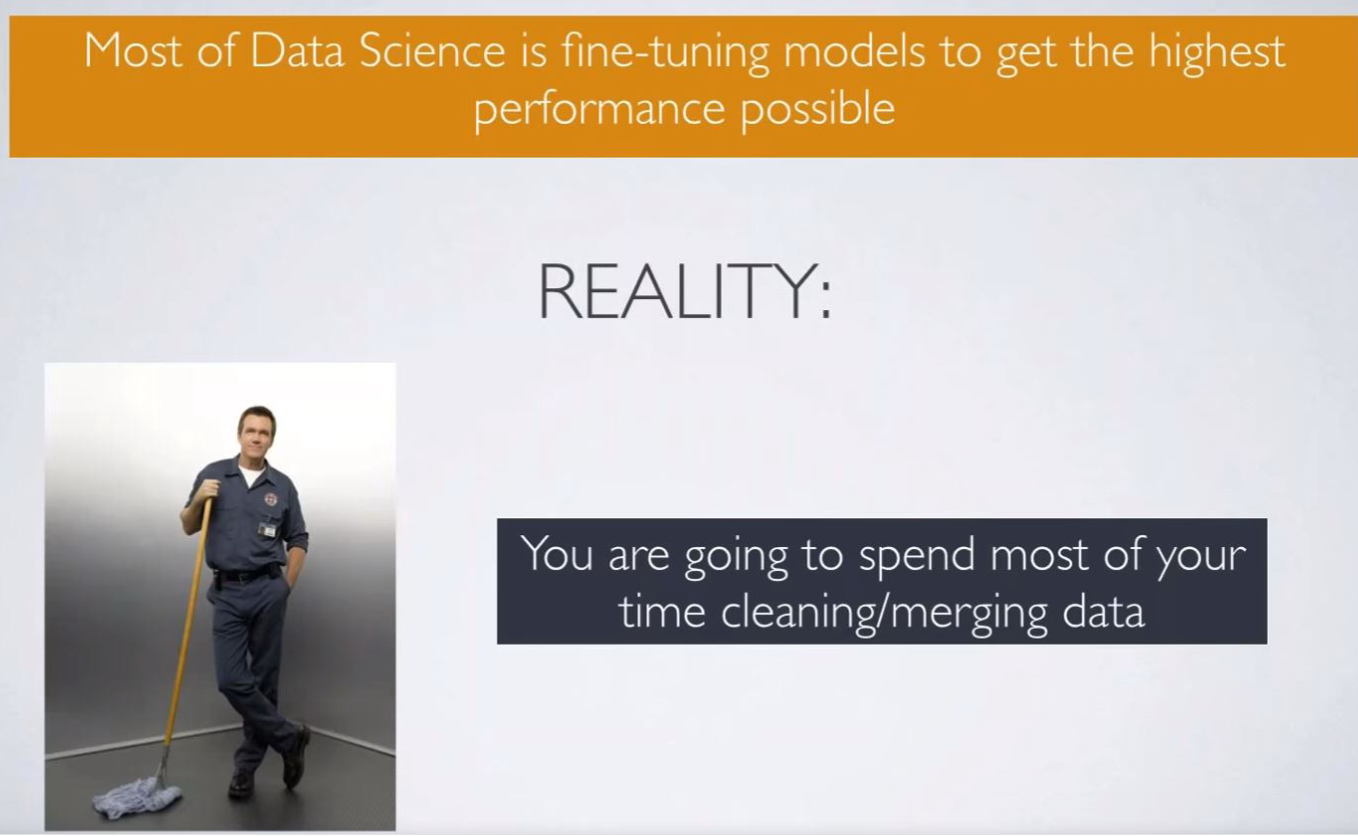 Most of Data Science is fine-tuning models to get the highest
performance possible
REALITY:
You are going to spend most of your
time cleaning/merging data